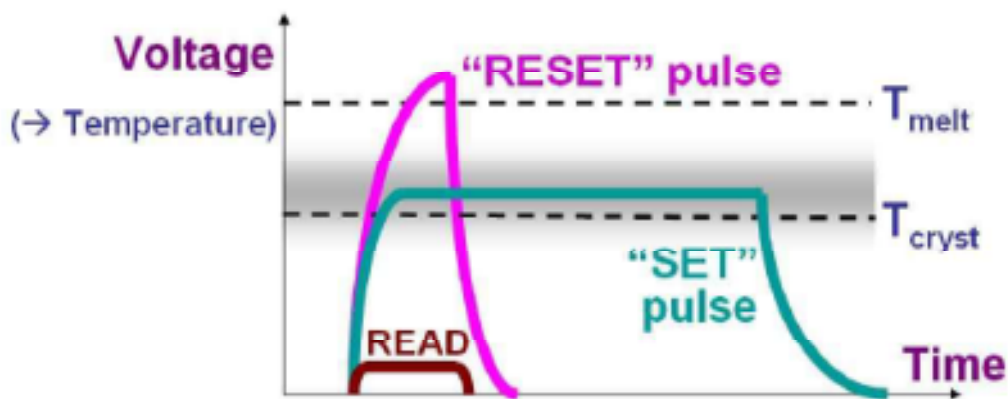 Voltage
(→ Temperature)
“RESET” pulse
T_melt
T_cryst
“SET”
pulse
READ
Time